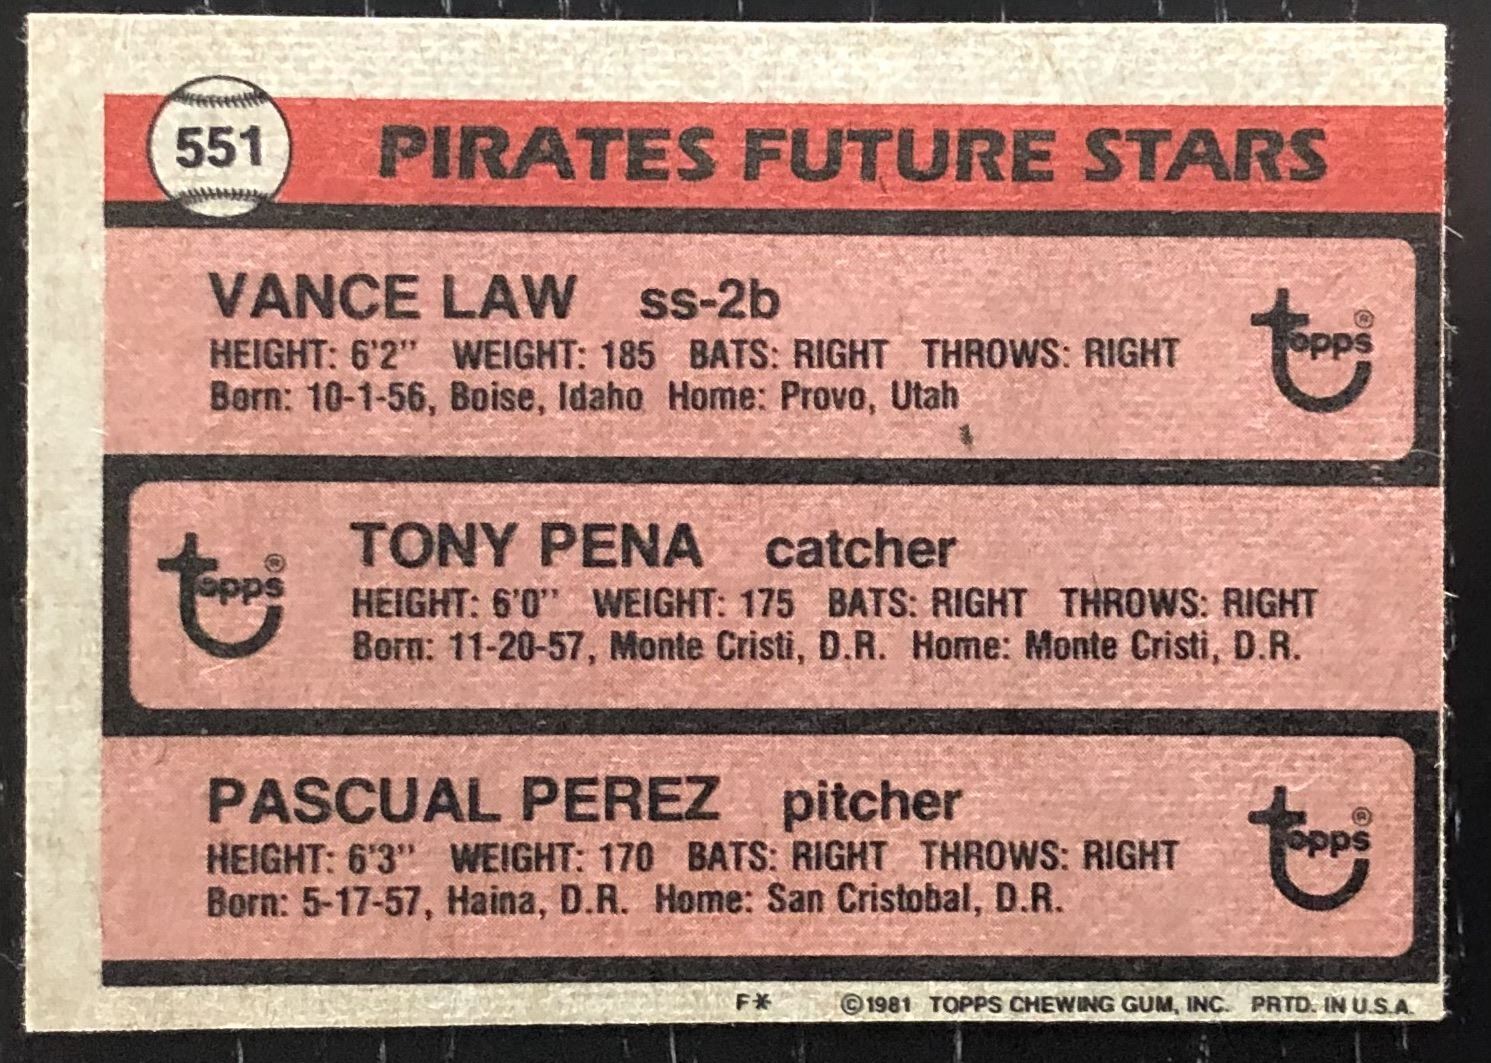 551
PIRATES FUTURE STARS
VANCE LAW ss-2b
HEIGHT: 6'2" WEIGHT: 185 BATS: RIGHT THROWS: RIGHT
Born: 10-1-56, Boise, Idaho Home: Provo, Utah
topps®
TONY PENA catcher
HEIGHT: 6'0" WEIGHT: 175 BATS: RIGHT THROWS: RIGHT
Born: 11-20-57, Monte Cristi, D.R. Home: Monte Cristi, D.R.
topps®
PASCUAL PEREZ pitcher
HEIGHT: 6'3" WEIGHT: 170 BATS: RIGHT THROWS: RIGHT
Born: 5-17-57, Haina, D.R. Home: San Cristobal, D.R.
topps®
F* ©1981 TOPPS CHEWING GUM, INC. PRTD. IN U.S.A.